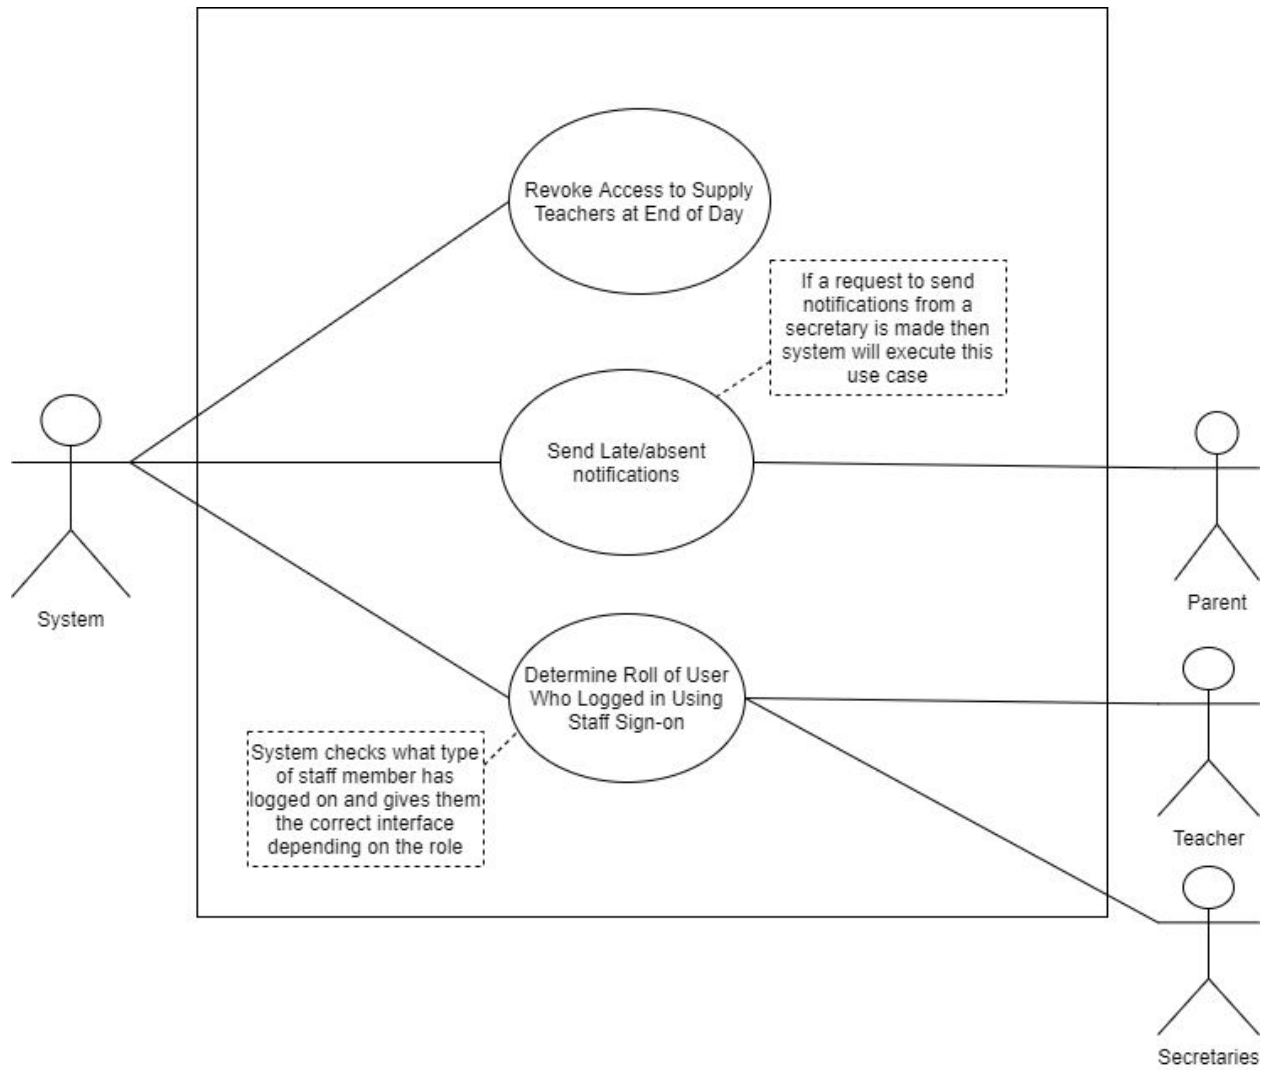 Revoke Access to Supply
Teachers at End of Day
If a request to send
notifications from a
secretary is made then
system will execute this
use case
Send Late/absent
notifications
System
Parent
Determine Roll of User
Who Logged in Using
Staff Sign-on
System checks what type
of staff member has
logged on and gives them
the correct interface
depending on the role
Teacher
Secretaries